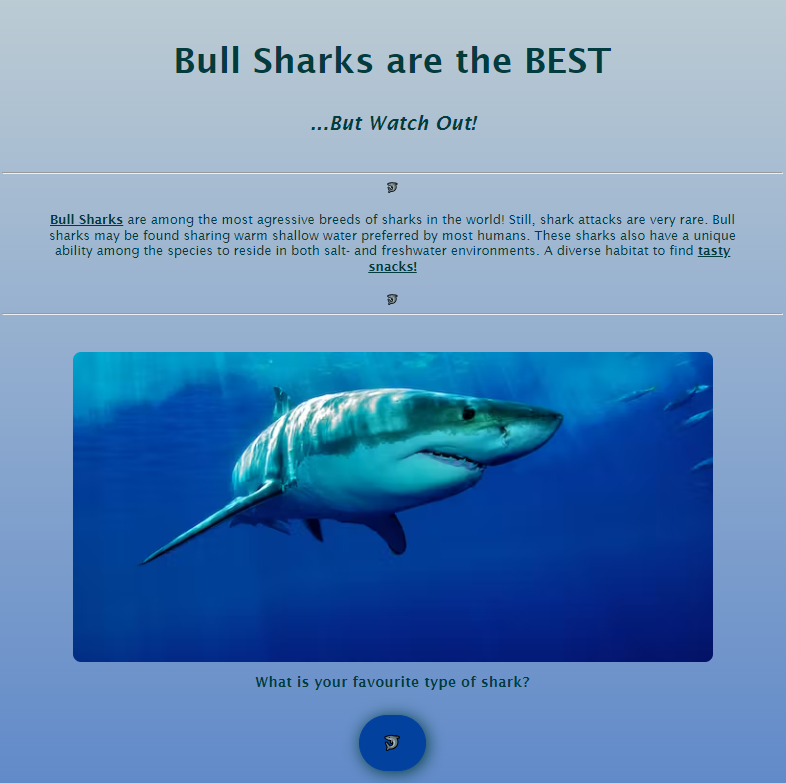 Bull Sharks are the BEST
...But Watch Out!
Bull Sharks are among the most agressive breeds of sharks in the world! Still, shark attacks are very rare. Bull
sharks may be found sharing warm shallow water preferred by most humans. These sharks also have a unique
ability among the species to reside in both salt- and freshwater environments. A diverse habitat to find tasty
snacks!
What is your favourite type of shark?